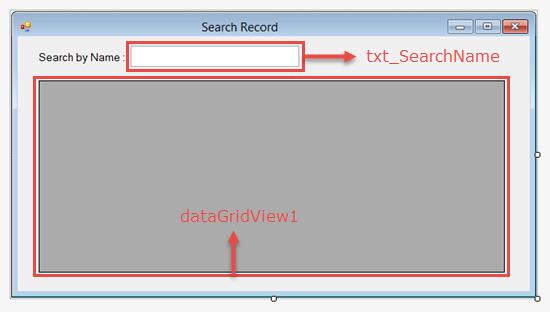 Search Record
Search by Name :
txt_SearchName
dataGridView1